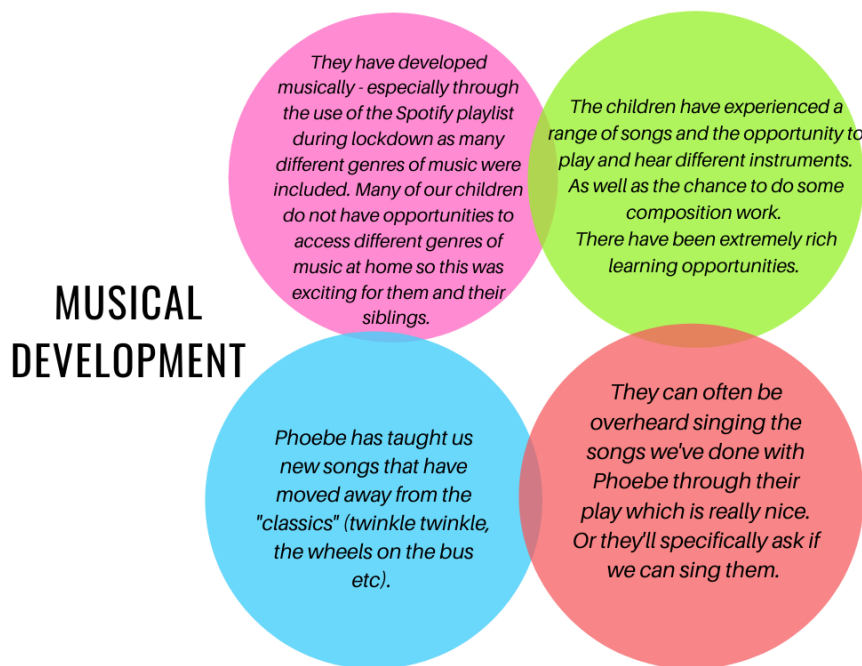 MUSICAL
DEVELOPMENT
They have developed
musically - especially through
the use of the Spotify playlist
during lockdown as many
different genres of music were
included. Many of our children
do not have opportunities to
access different genres of
music at home so this was
exciting for them and their
siblings.
The children have experienced a
range of songs and the opportunity to
play and hear different instruments.
As well as the chance to do some
composition work.
There have been extremely rich
learning opportunities.
Phoebe has taught us
new songs that have
moved away from the
"classics" (twinkle twinkle,
the wheels on the bus
etc).
They can often be
overheard singing the
songs we've done with
Phoebe through their
play which is really nice.
Or they'll specifically ask if
we can sing them.